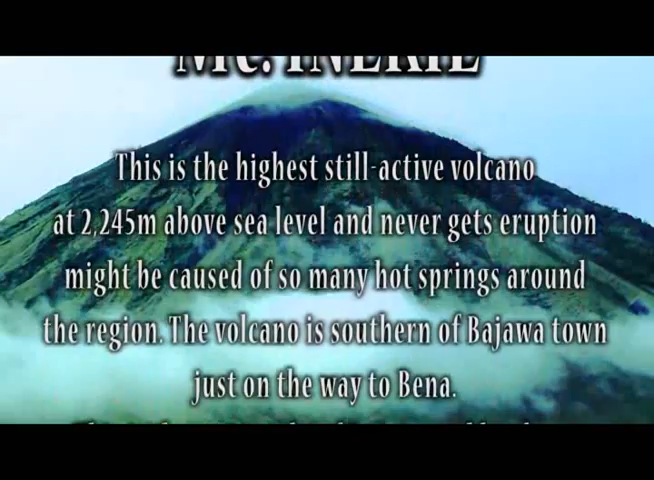 Mt. INERIE
This is the highest still-active volcano
at 2,245m above sea level and never gets eruption
might be caused of so many hot springs around
the region. The volcano is southern of Bajawa town
just on the way to Bena.